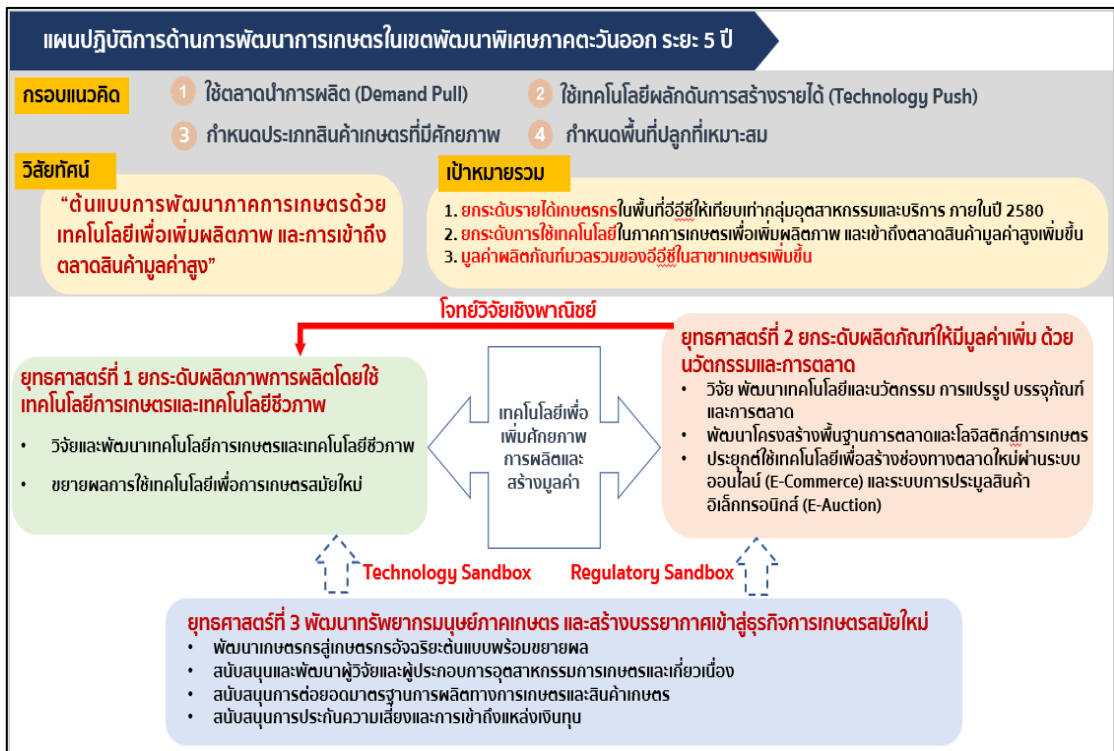 แผนปฏิบัติการด้านการพัฒนาการเกษตรในเขตพัฒนาพิเศษภาคตะวันออก ระยะ 5 ปี
กรอบแนวคิด
1 ใช้ตลาดนำการผลิต (Demand Pull)
2 ใช้เทคโนโลยีผลักดันการสร้างรายได้ (Technology Push)
3 กำหนดประเภทสินค้าเกษตรที่มีศักยภาพ
4 กำหนดพื้นที่ปลูกที่เหมาะสม
วิสัยทัศน์
“ต้นแบบการพัฒนาภาคการเกษตรด้วย
เทคโนโลยีเพื่อเพิ่มผลิตภาพ และการเข้าถึง
ตลาดสินค้ามูลค่าสูง”
เป้าหมายรวม
1. ยกระดับรายได้เกษตรกรในพื้นที่อีอีซีให้เทียบเท่ากลุ่มอุตสาหกรรมและบริการ ภายในปี 2580
2. ยกระดับการใช้เทคโนโลยีในภาคการเกษตรเพื่อเพิ่มผลิตภาพ และเข้าถึงตลาดสินค้ามูลค่าสูงเพิ่มขึ้น
3. มูลค่าผลิตภัณฑ์มวลรวมของอีอีซีในสาขาเกษตรเพิ่มขึ้น
โจทย์วิจัยเชิงพาณิชย์
ยุทธศาสตร์ที่ 1 ยกระดับผลิตภาพการผลิตโดยใช้
เทคโนโลยีการเกษตรและเทคโนโลยีชีวภาพ
• วิจัยและพัฒนาเทคโนโลยีการเกษตรและเทคโนโลยีชีวภาพ
• ขยายผลการใช้เทคโนโลยีเพื่อการเกษตรสมัยใหม่
เทคโนโลยีเพื่อ
เพิ่มศักยภาพ
การผลิตและ
สร้างมูลค่า
ยุทธศาสตร์ที่ 2 ยกระดับผลิตภัณฑ์ให้มีมูลค่าเพิ่ม ด้วย
นวัตกรรมและการตลาด
• วิจัย พัฒนาเทคโนโลยีและนวัตกรรม การแปรรูป บรรจุภัณฑ์
และการตลาด
• พัฒนาโครงสร้างพื้นฐานการตลาดและโลจิสติกส์การเกษตร
• ประยุกต์ใช้เทคโนโลยีเพื่อสร้างช่องทางตลาดใหม่ผ่านระบบ
ออนไลน์ (E-Commerce) และระบบการประมูลสินค้า
อิเล็กทรอนิกส์ (E-Auction)
Technology Sandbox
Regulatory Sandbox
ยุทธศาสตร์ที่ 3 พัฒนาทรัพยากรมนุษย์ภาคเกษตร และสร้างบรรยากาศเข้าสู่ธุรกิจการเกษตรสมัยใหม่
• พัฒนาเกษตรกรสู่เกษตรกรอัจฉริยะต้นแบบพร้อมขยายผล
• สนับสนุนและพัฒนาผู้วิจัยและผู้ประกอบการอุตสาหกรรมการเกษตรและเกี่ยวเนื่อง
• สนับสนุนการต่อยอดมาตรฐานการผลิตทางการเกษตรและสินค้าเกษตร
• สนับสนุนการประกันความเสี่ยงและการเข้าถึงแหล่งเงินทุน